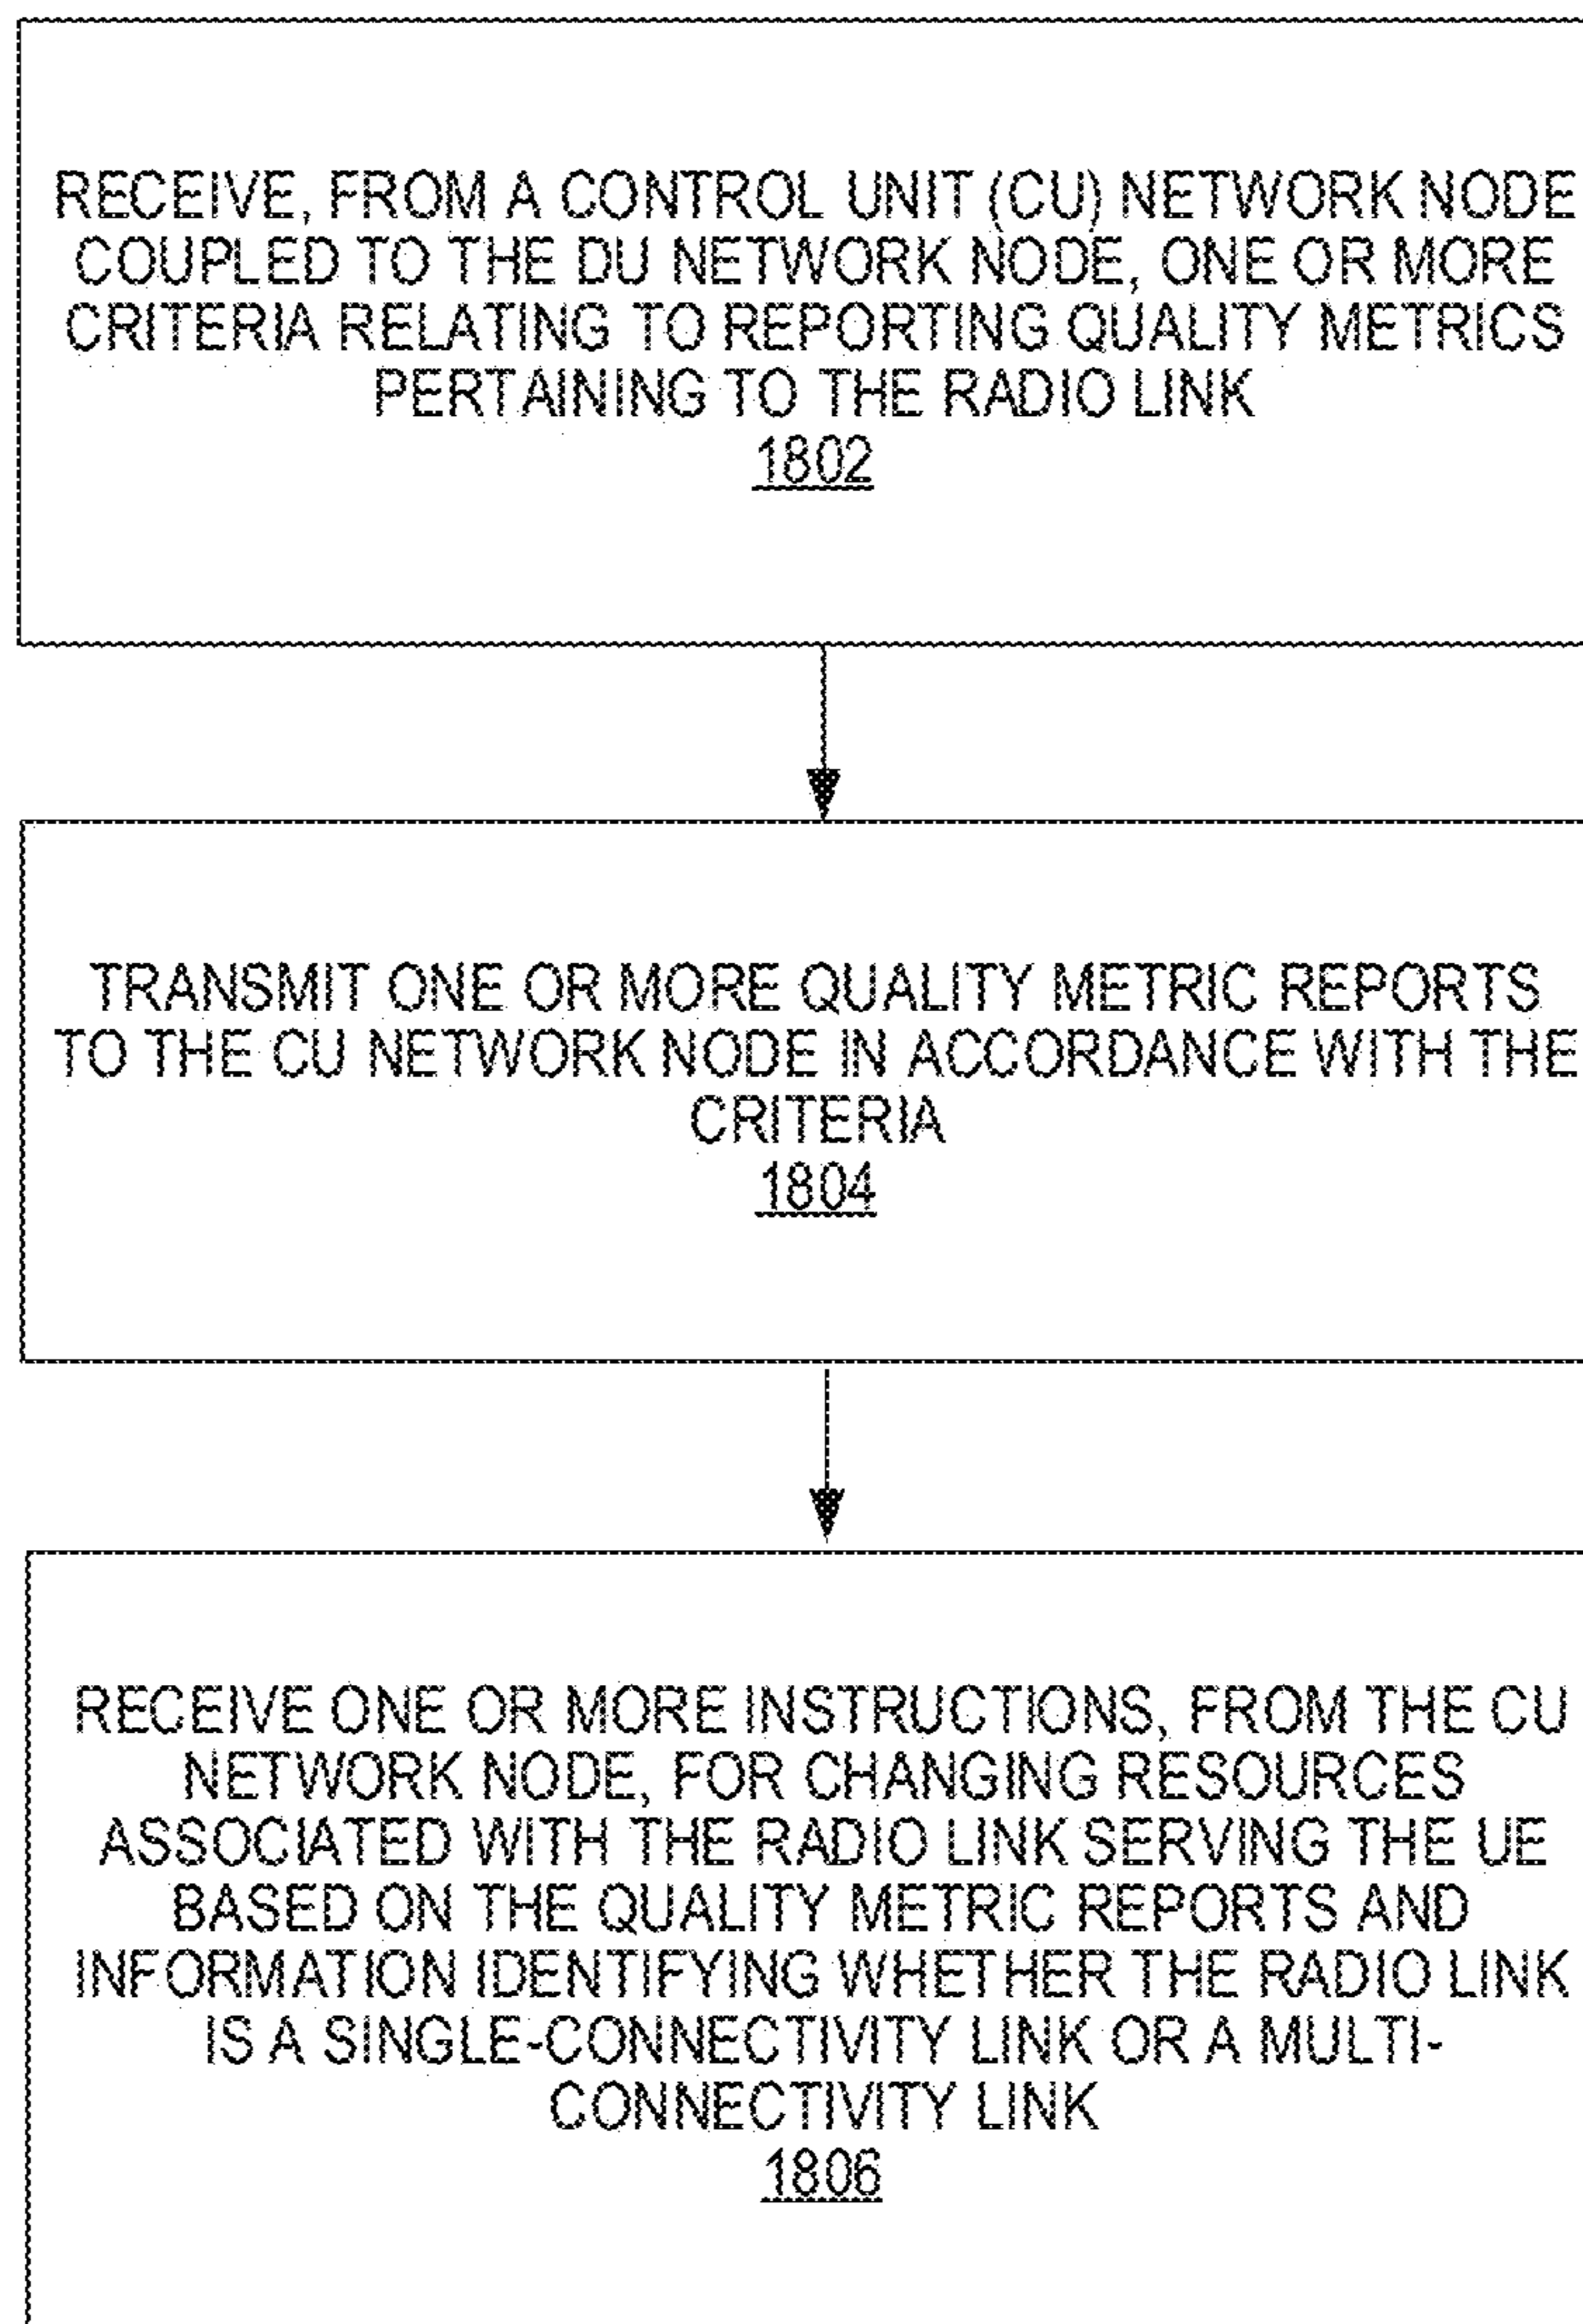 RECEIVE, FROM A CONTROL UNIT (CU) NETWORK NODE
COUPLED TO THE DU NETWORK NODE, ONE OR MORE
CRITERIA RELATING TO REPORTING QUALITY METRICS
PERTAINING TO THE RADIO LINK
1802
TRANSMIT ONE OR MORE QUALITY METRIC REPORTS
TO THE CU NETWORK NODE IN ACCORDANCE WITH THE
CRITERIA
1804
RECEIVE ONE OR MORE INSTRUCTIONS, FROM THE CU
NETWORK NODE, FOR CHANGING RESOURCES
ASSOCIATED WITH THE RADIO LINK SERVING THE UE
BASED ON THE QUALITY METRIC REPORTS AND
INFORMATION IDENTIFYING WHETHER THE RADIO LINK
IS A SINGLE-CONNECTIVITY LINK OR A MULTI-
CONNECTIVITY LINK
1806